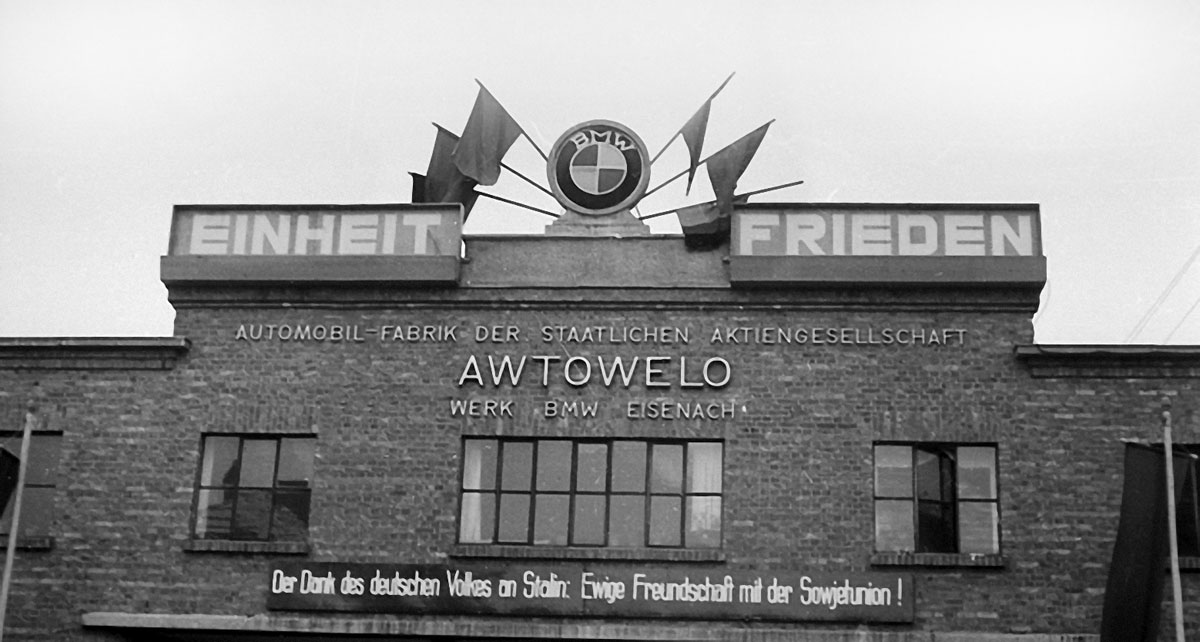 BMW
EINHEIT FRIEDEN
AUTOMOBIL-FABRIK DER STAATLICHEN AKTIENGESELLSCHAFT
AWTOWELO
WERK BMW EISENACH
Der Dank des deutschen Volkes an Stalin: Ewige Freundschaft mit der Sowjetunion!